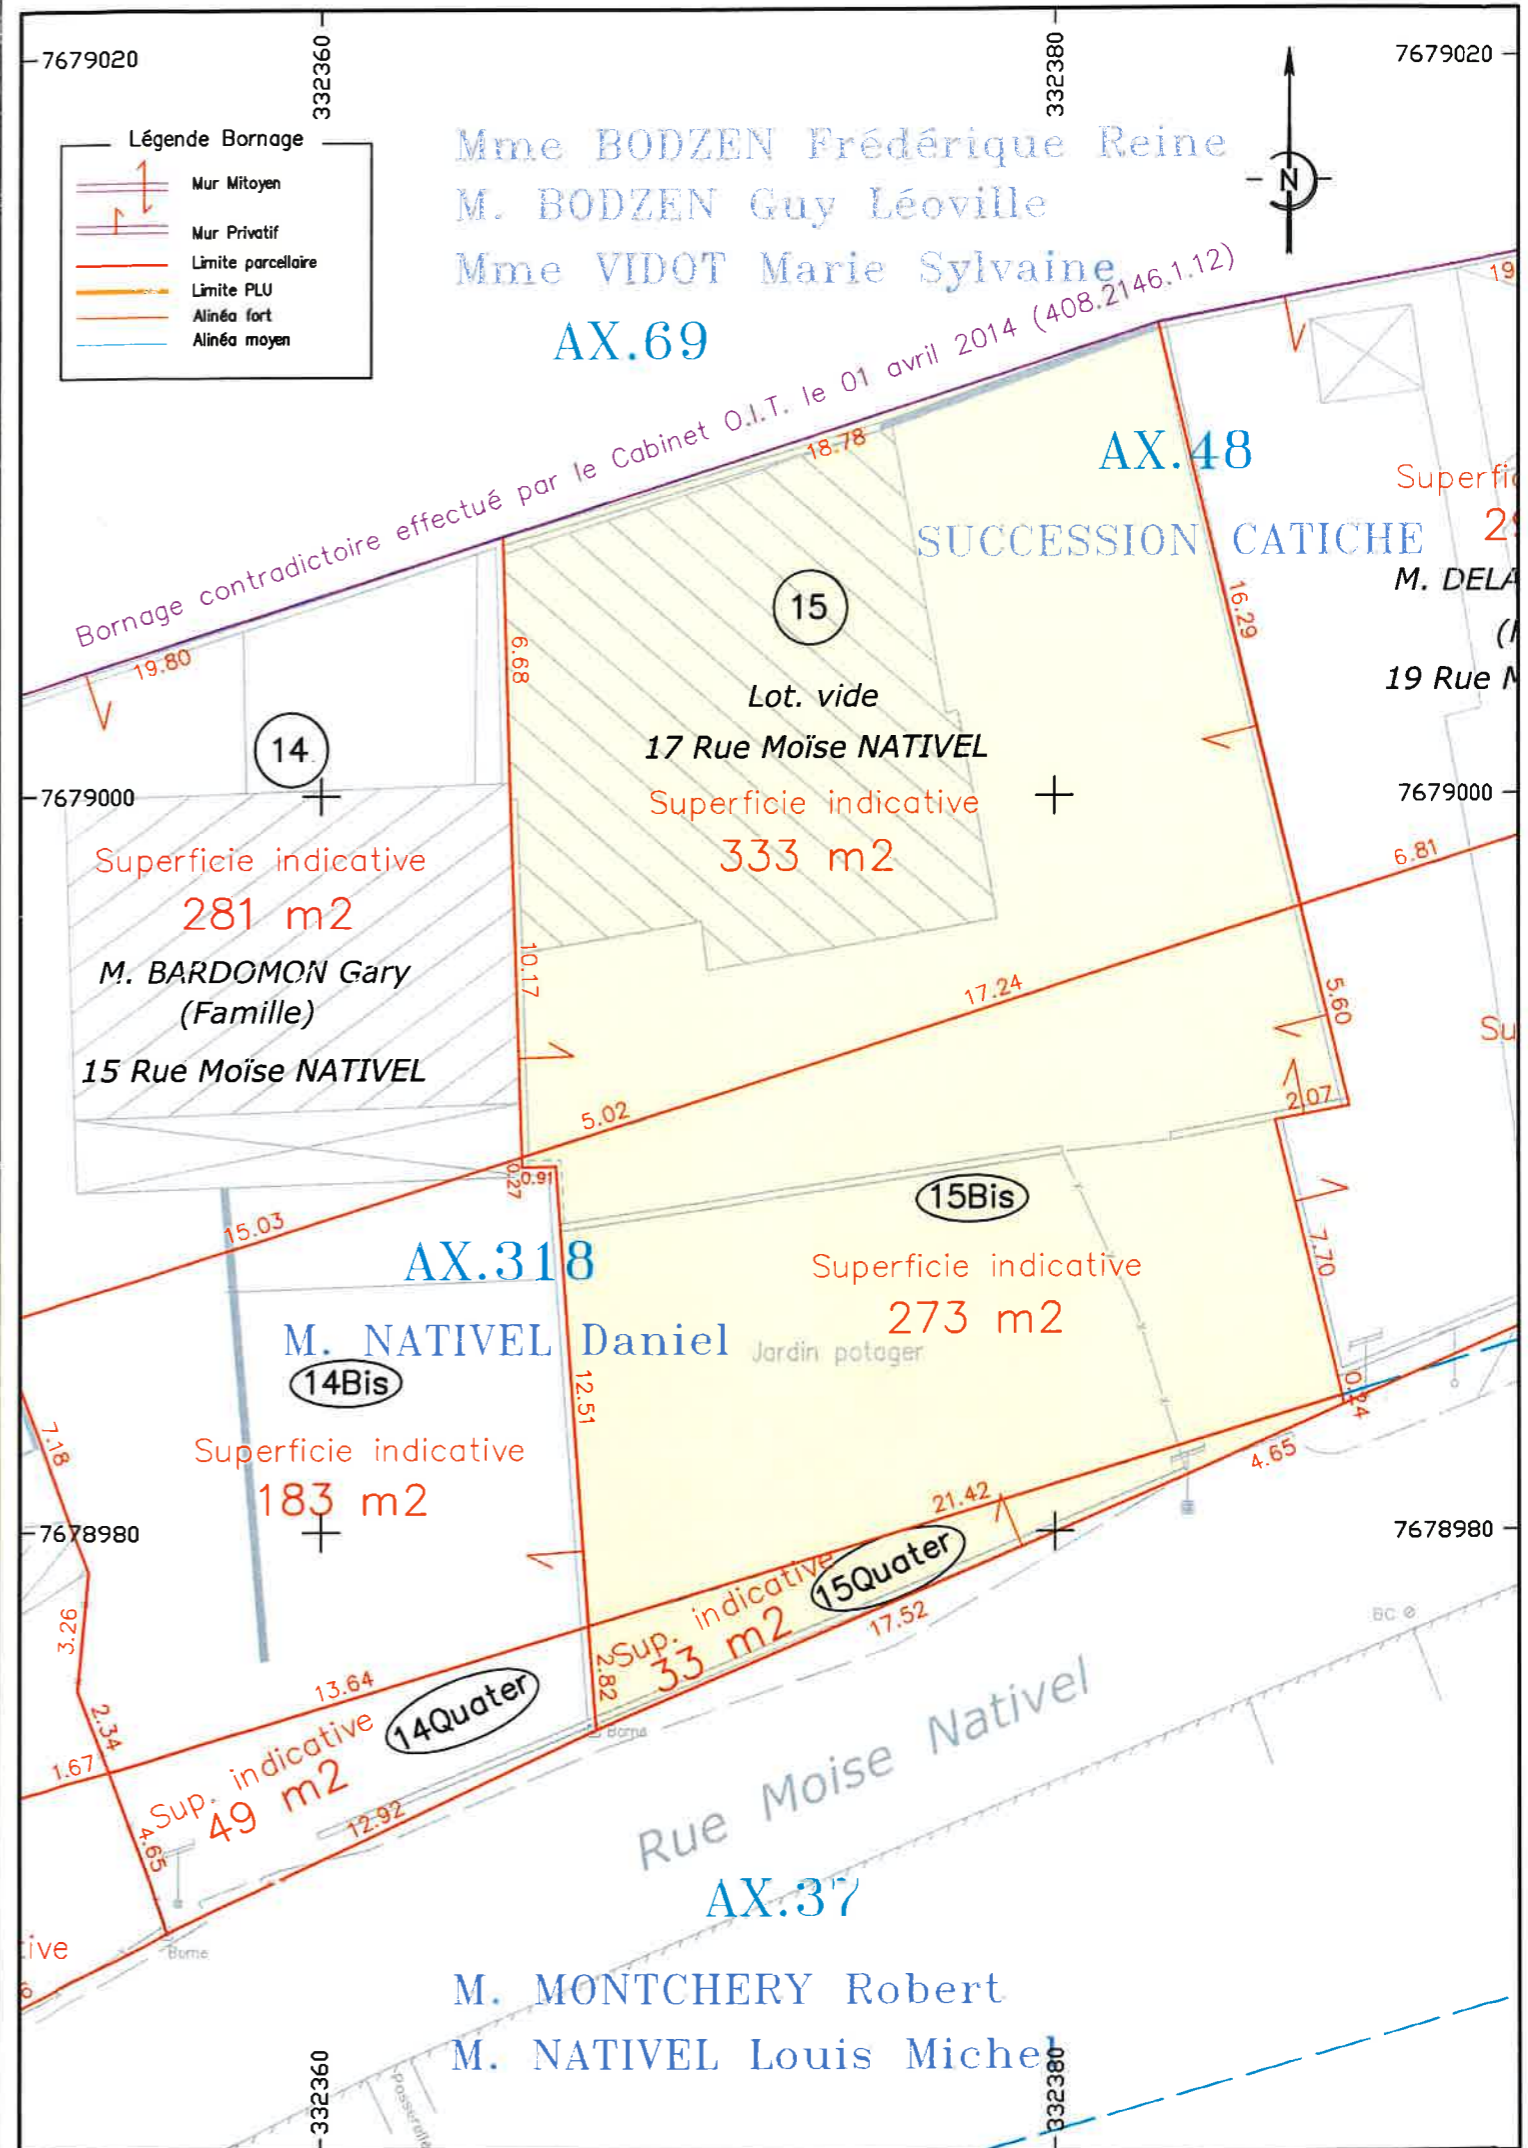 7679020
332360
332380
7679020
Légende Bornage
Mur Mitoyen
Mur Privatif
Limite parcellaire
Limite PLU
Alinéa fort
Alinéa moyen
Mme BODZEN Frédérique Reine
M. BODZEN Guy Léoville
Mme VIDOT Marie Sylvaine
AX.69
N
Bornage contradictoire effectué par le Cabinet O.I.T. le 01 avril 2014 (408.2146.1.12)
19
18.78
AX.48
SUCCESSION CATICHE
Superfic
M. DELA
19 Rue
16.29
19.80
6.68
15
Lot. vide
17 Rue Moïse NATIVEL
Superficie indicative
333 m2
14
7679000
7679000
Superficie indicative
281 m2
M. BARDOMON Gary
(Famille)
15 Rue Moïse NATIVEL
10.17
6.81
17.24
5.60
Su
5.02
2.07
0.27
0.91
15.03
15Bis
AX.318
Superficie indicative
273 m2
7.70
M. NATIVEL Daniel
Jardin potager
14Bis
12.51
0.24
7.18
Superficie indicative
183 m2
4.65
21.42
7678980
7678980
15Quater
Sup. indicative
33 m2
17.52
BC
3.26
2.82
13.64
14Quater
2.34
1.67
Sup. indicative
49 m2
Borne
12.92
4.65
Rue Moise Nativel
AX.37
tive
Borne
M. MONTCHERY Robert
M. NATIVEL Louis Michel
332360
332380
Passerelle